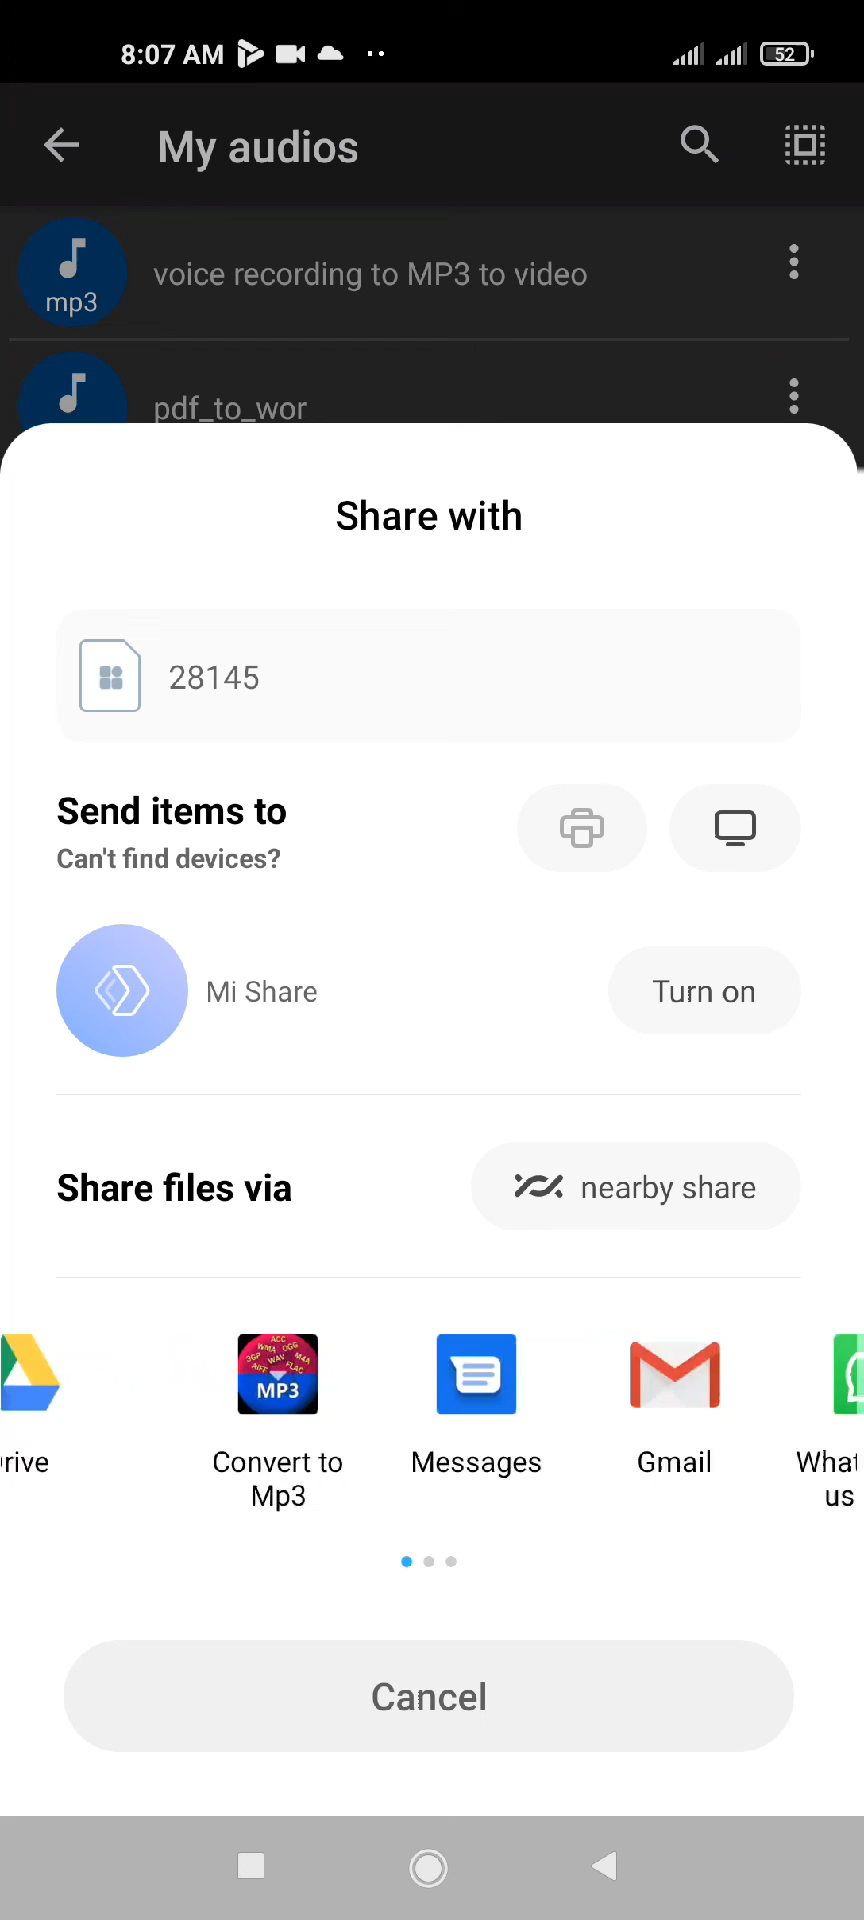 8:07 AM
52
My audios
mp3
voice recording to MP3 to video
pdf_to_wor
Share with
28145
Send items to
Can't find devices?
Mi Share
Turn on
Share files via
nearby share
MP3
rive
Convert to
Mp3
Messages
Gmail
What
us
Cancel